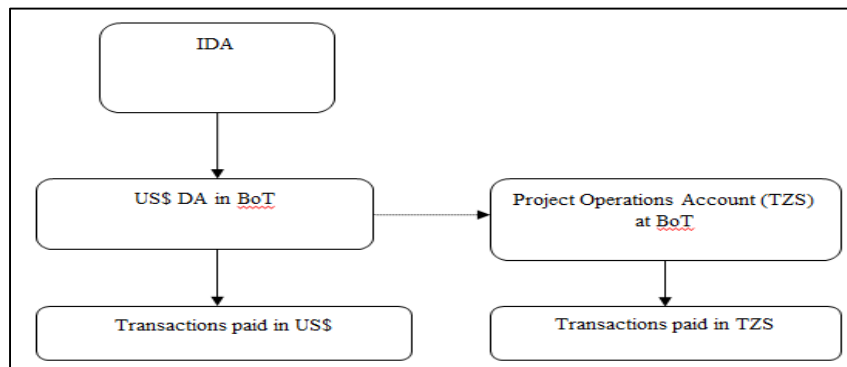 IDA
US$ DA in BoT
Project Operations Account (TZS)
at BoT
Transactions paid in US$
Transactions paid in TZS